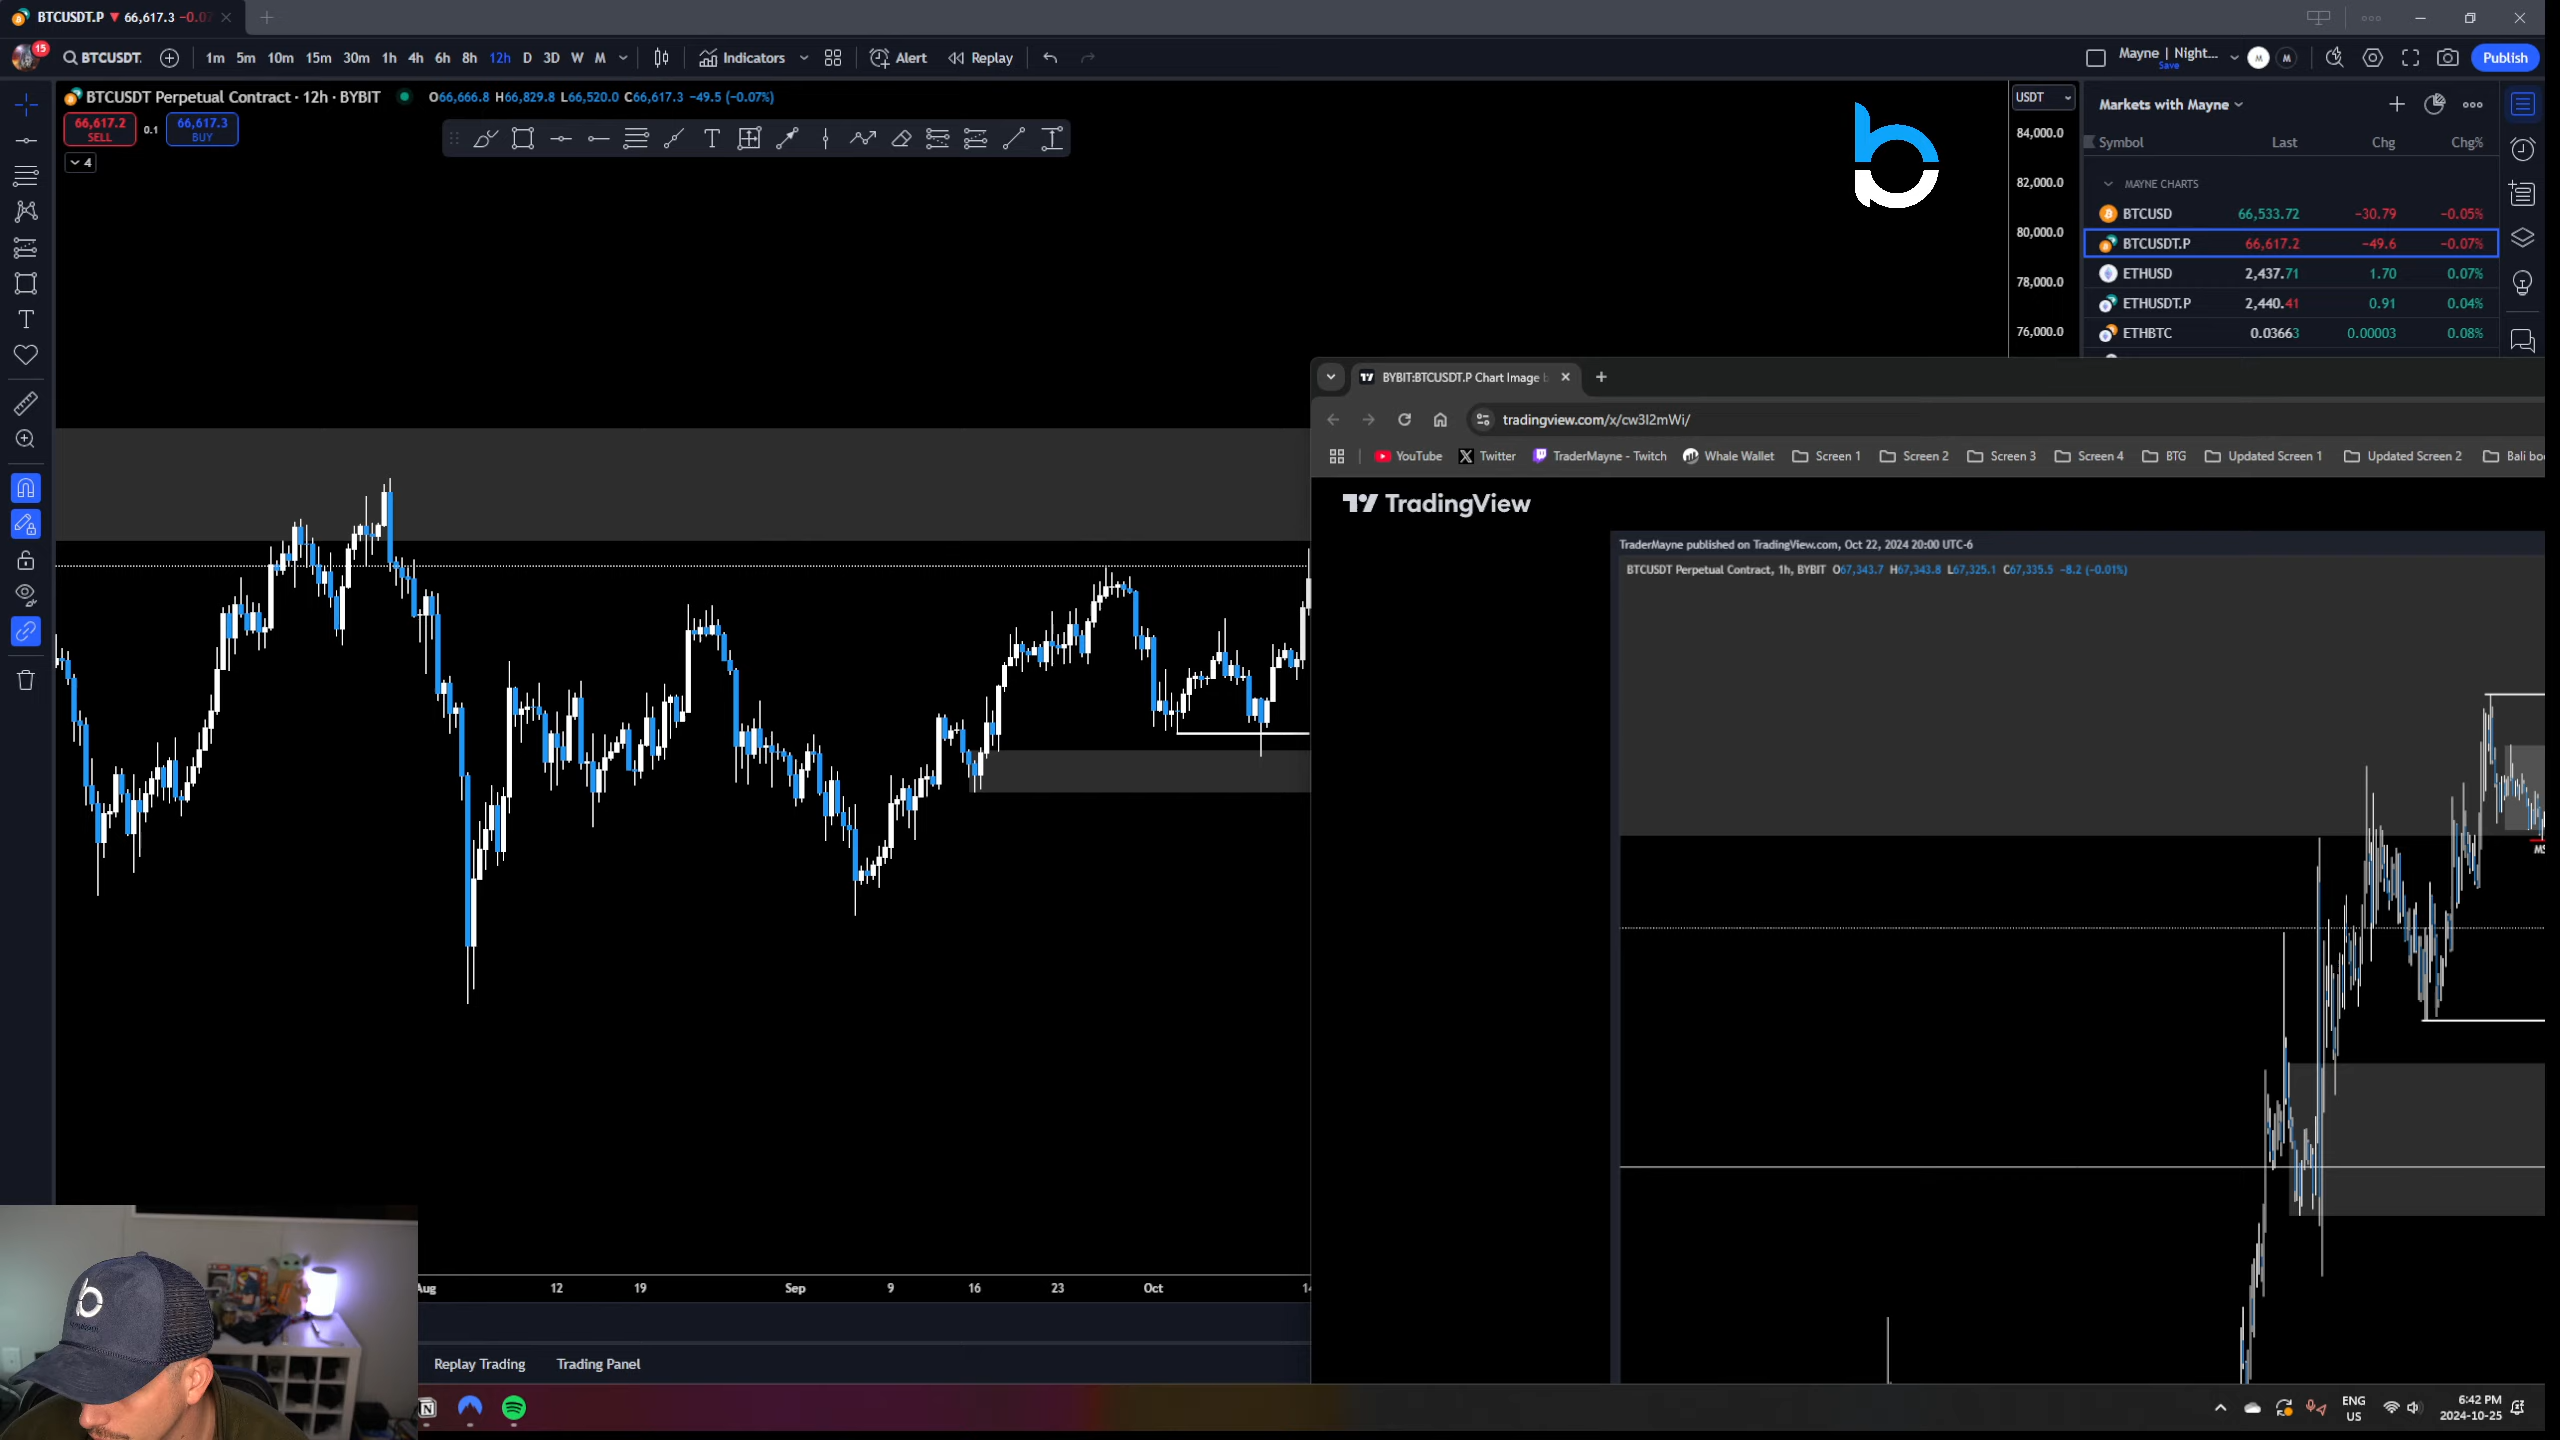 BTCUSDT.P ▼ 66,617.3 −0.0
15 BTCUSDT. 1m 5m 10m 15m 30m 1h 4h 6h 8h 12h D 3D W M Indicators Alert Replay Mayne | Night... Save M M Publish
BTCUSDT Perpetual Contract · 12h · BYBIT O66,666.8 H66,829.8 L66,520.0 C66,617.3 −49.5 (−0.07%)
66,617.2 SELL 0.1 66,617.3 BUY
4
USDT
84,000.0
82,000.0
80,000.0
78,000.0
76,000.0
Markets with Mayne
Symbol Last Chg Chg%
MAYNE CHARTS
BTCUSD 66,533.72 −30.79 −0.05%
BTCUSDT.P 66,617.2 −49.6 −0.07%
ETHUSD 2,437.71 1.70 0.07%
ETHUSDT.P 2,440.41 0.91 0.04%
ETHBTC 0.03663 0.00003 0.08%
BYBIT:BTCUSDT.P Chart Image
tradingview.com/x/cw3I2mWi/
YouTube Twitter TraderMayne - Twitch Whale Wallet Screen 1 Screen 2 Screen 3 Screen 4 BTG Updated Screen 1 Updated Screen 2 Bali bo
TradingView
TraderMayne published on TradingView.com, Oct 22, 2024 20:00 UTC-6
BTCUSDT Perpetual Contract, 1h, BYBIT O67,343.7 H67,343.8 L67,325.1 C67,335.5 −8.2 (−0.01%)
MS
Aug 12 19 Sep 9 16 23 Oct 14
Replay Trading Trading Panel
ENG US
6:42 PM
2024-10-25